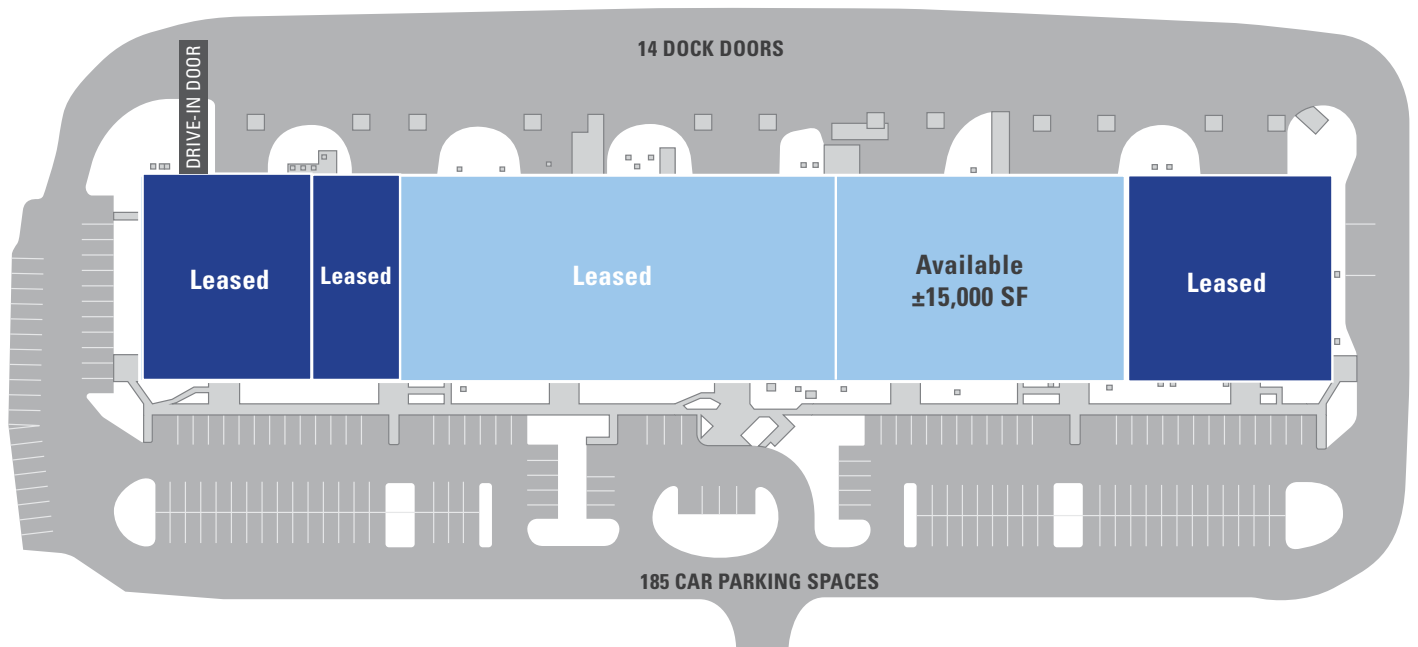 14 DOCK DOORS
DRIVE-IN DOOR
Leased
Leased
Leased
Available
±15,000 SF
Leased
185 CAR PARKING SPACES